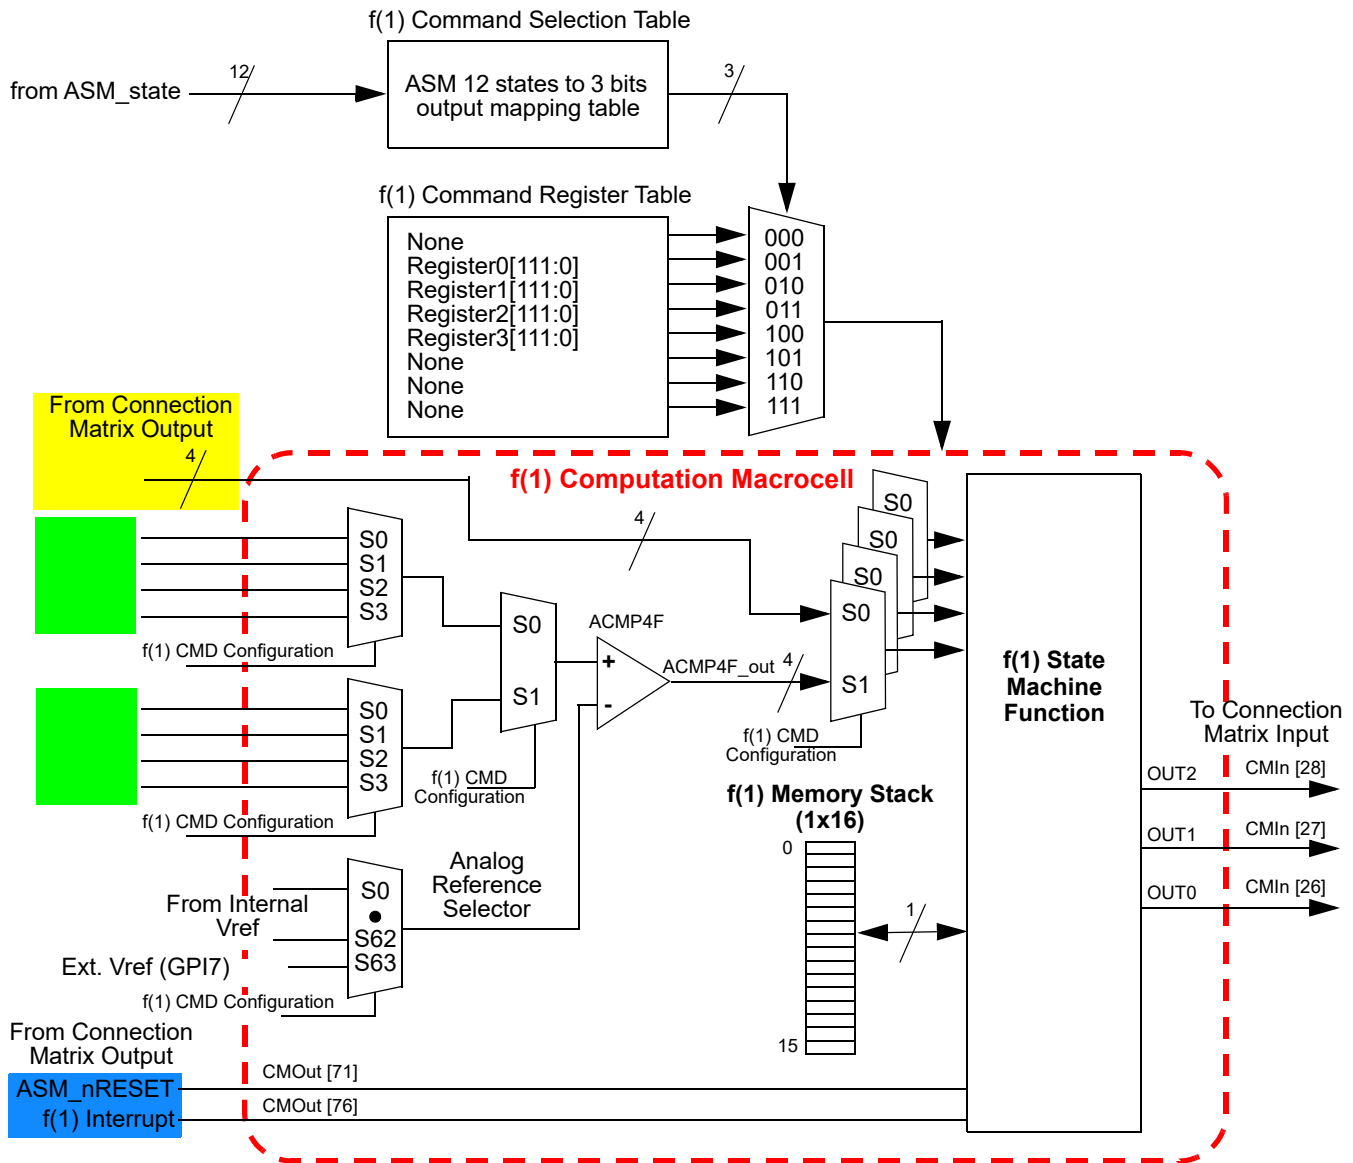 f(1) Command Selection Table
from ASM_state
12
ASM 12 states to 3 bits
output mapping table
3
f(1) Command Register Table
None
Register0[111:0]
Register1[111:0]
Register2[111:0]
Register3[111:0]
None
None
None
000
001
010
011
100
101
110
111
From Connection
Matrix Output
4
f(1) Computation Macrocell
4
S0
S0
S0
S0
S1
S0
S1
S2
S3
f(1) CMD Configuration
S0
S1
ACMP4F
+
-
ACMP4F_out
4
f(1) CMD
Configuration
f(1) State
Machine
Function
S0
S1
S2
S3
f(1) CMD Configuration
f(1) CMD
Configuration
f(1) Memory Stack
(1x16)
0
15
1
To Connection
Matrix Input
OUT2
CMIn [28]
OUT1
CMIn [27]
OUT0
CMIn [26]
Analog
Reference
Selector
S0
S62
S63
From Internal
Vref
Ext. Vref (GPI7)
f(1) CMD Configuration
From Connection
Matrix Output
ASM_nRESET
CMOut [71]
f(1) Interrupt
CMOut [76]